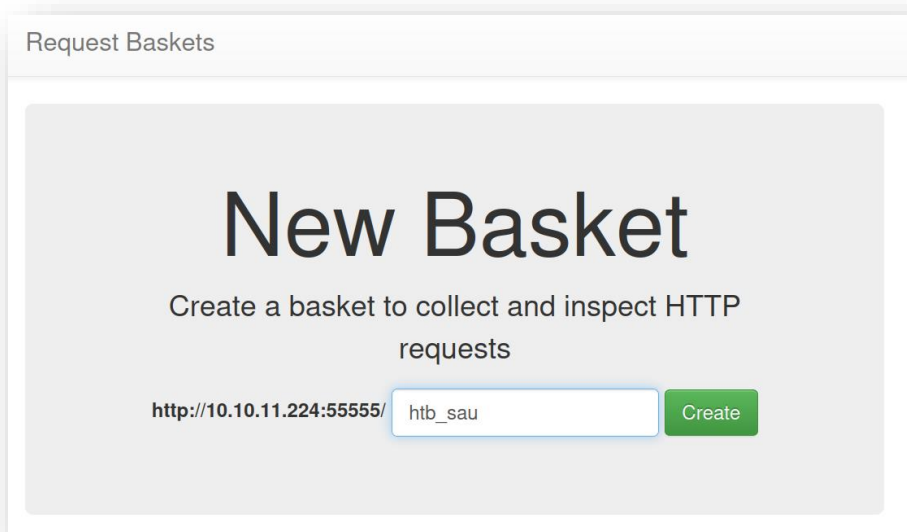 Request Baskets
New Basket
Create a basket to collect and inspect HTTP
requests
http://10.10.11.224:55555/ htb_sau Create